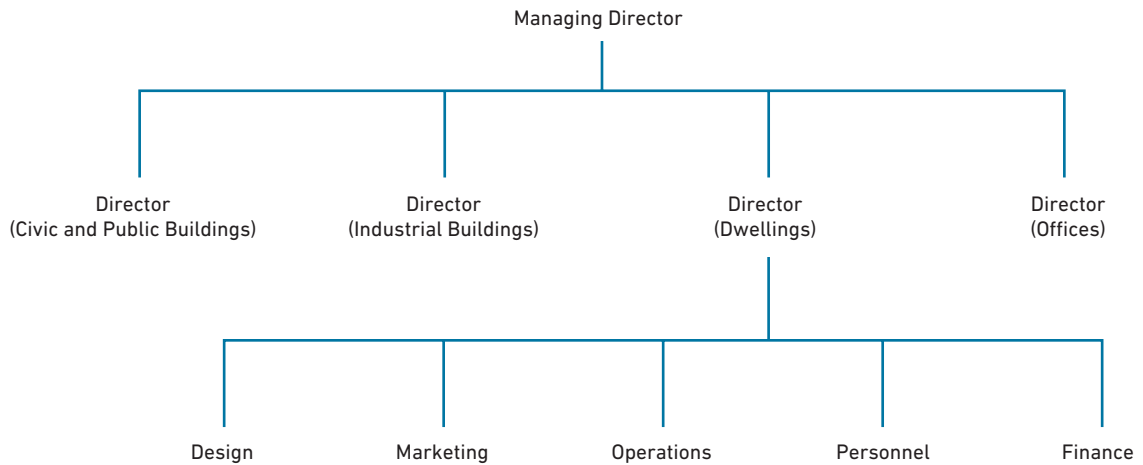 Managing Director
Director
(Civic and Public Buildings)
Director
(Industrial Buildings)
Director
(Dwellings)
Director
(Offices)
Design
Marketing
Operations
Personnel
Finance